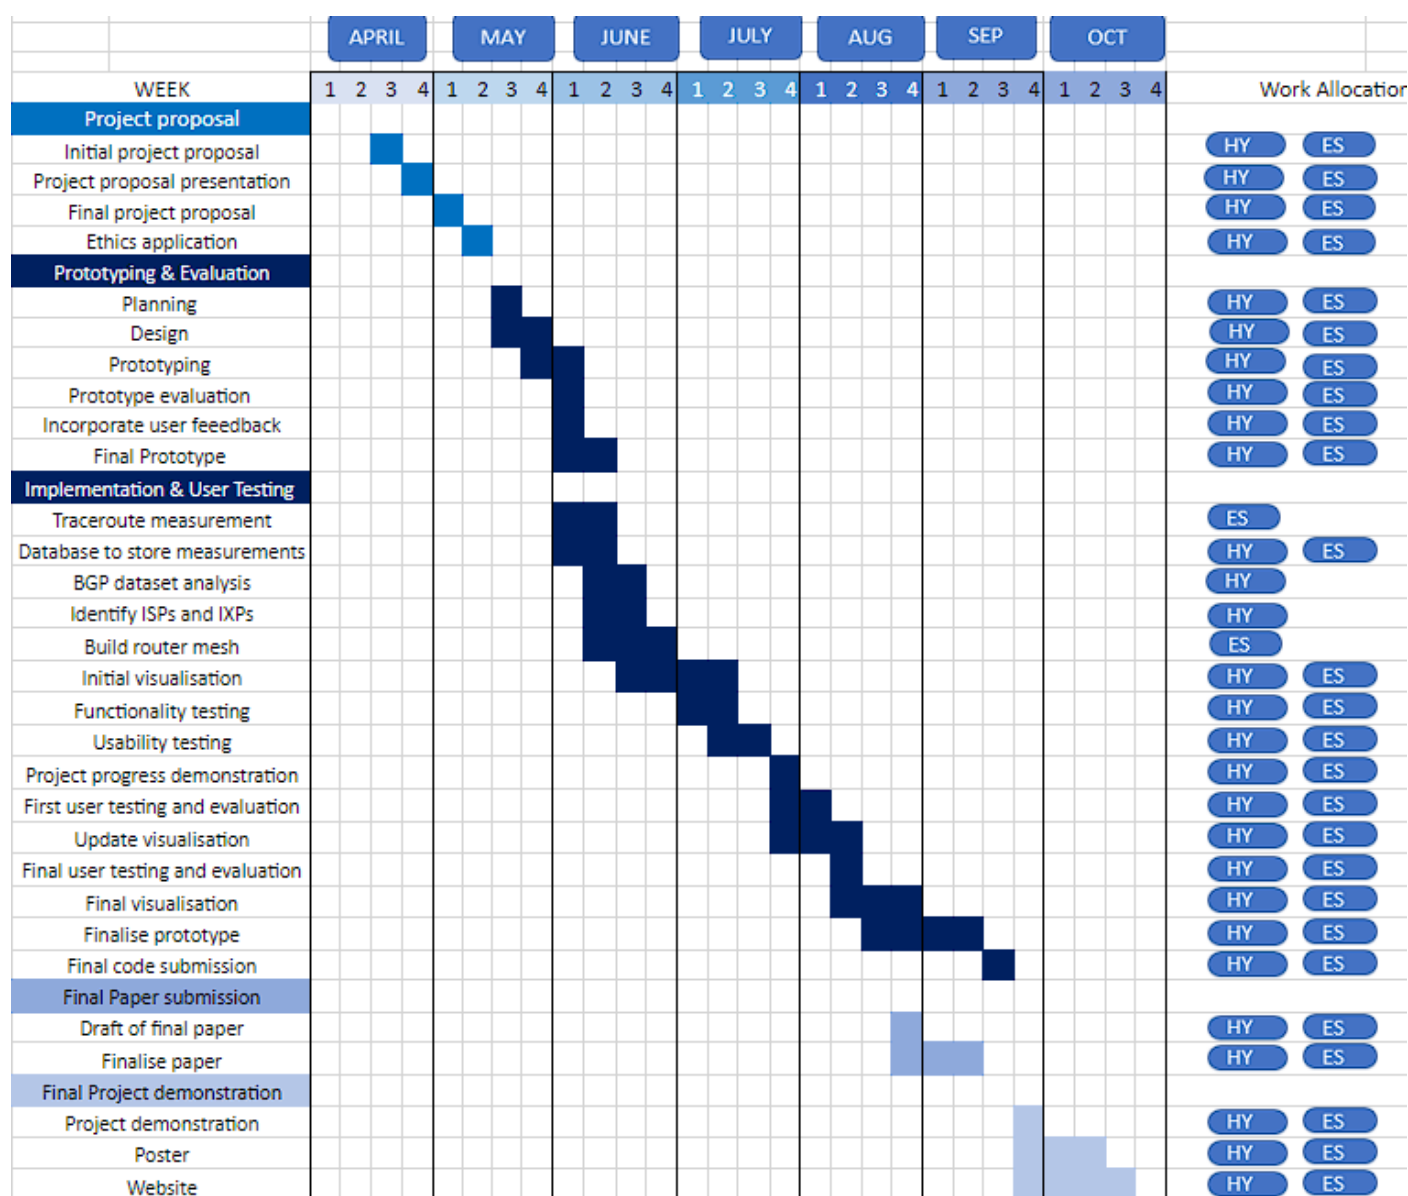 APRIL MAY JUNE JULY AUG SEP OCT
WEEK 1 2 3 4 1 2 3 4 1 2 3 4 1 2 3 4 1 2 3 4 1 2 3 4 1 2 3 4 Work Allocation
Project proposal
Initial project proposal HY ES
Project proposal presentation HY ES
Final project proposal HY ES
Ethics application HY ES
Prototyping & Evaluation
Planning HY ES
Design HY ES
Prototyping HY ES
Prototype evaluation HY ES
Incorporate user feeedback HY ES
Final Prototype HY ES
Implementation & User Testing
Traceroute measurement ES
Database to store measurements HY ES
BGP dataset analysis HY
Identify ISPs and IXPs HY
Build router mesh ES
Initial visualisation HY ES
Functionality testing HY ES
Usability testing HY ES
Project progress demonstration HY ES
First user testing and evaluation HY ES
Update visualisation HY ES
Final user testing and evaluation HY ES
Final visualisation HY ES
Finalise prototype HY ES
Final code submission HY ES
Final Paper submission
Draft of final paper HY ES
Finalise paper HY ES
Final Project demonstration
Project demonstration HY ES
Poster HY ES
Website HY ES